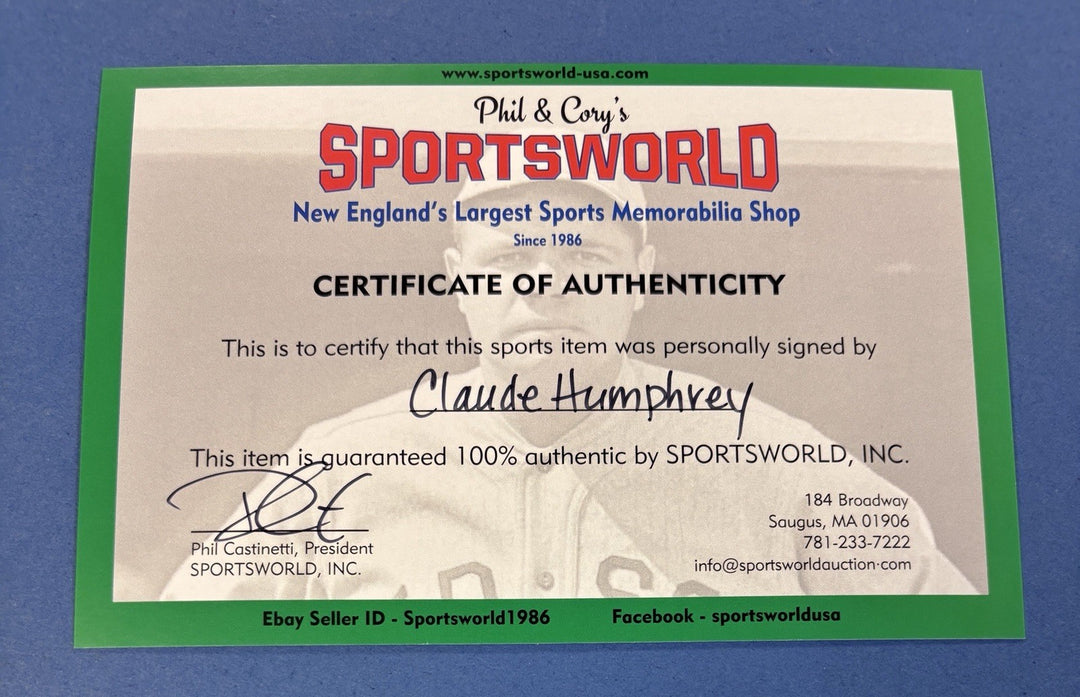 www.sportsworld-usa.com
Phil & Cory's
SPORTSWORLD
New England's Largest Sports Memorabilia Shop
Since 1986
CERTIFICATE OF AUTHENTICITY
This is to certify that this sports item was personally signed by
Claude Humphrey
This item is guaranteed 100% authentic by SPORTSWORLD, INC.
Phil Castinetti, President
SPORTSWORLD, INC.
184 Broadway
Saugus, MA 01906
781-233-7222
info@sportsworldauction·com
Ebay Seller ID - Sportsworld1986
Facebook - sportsworldusa